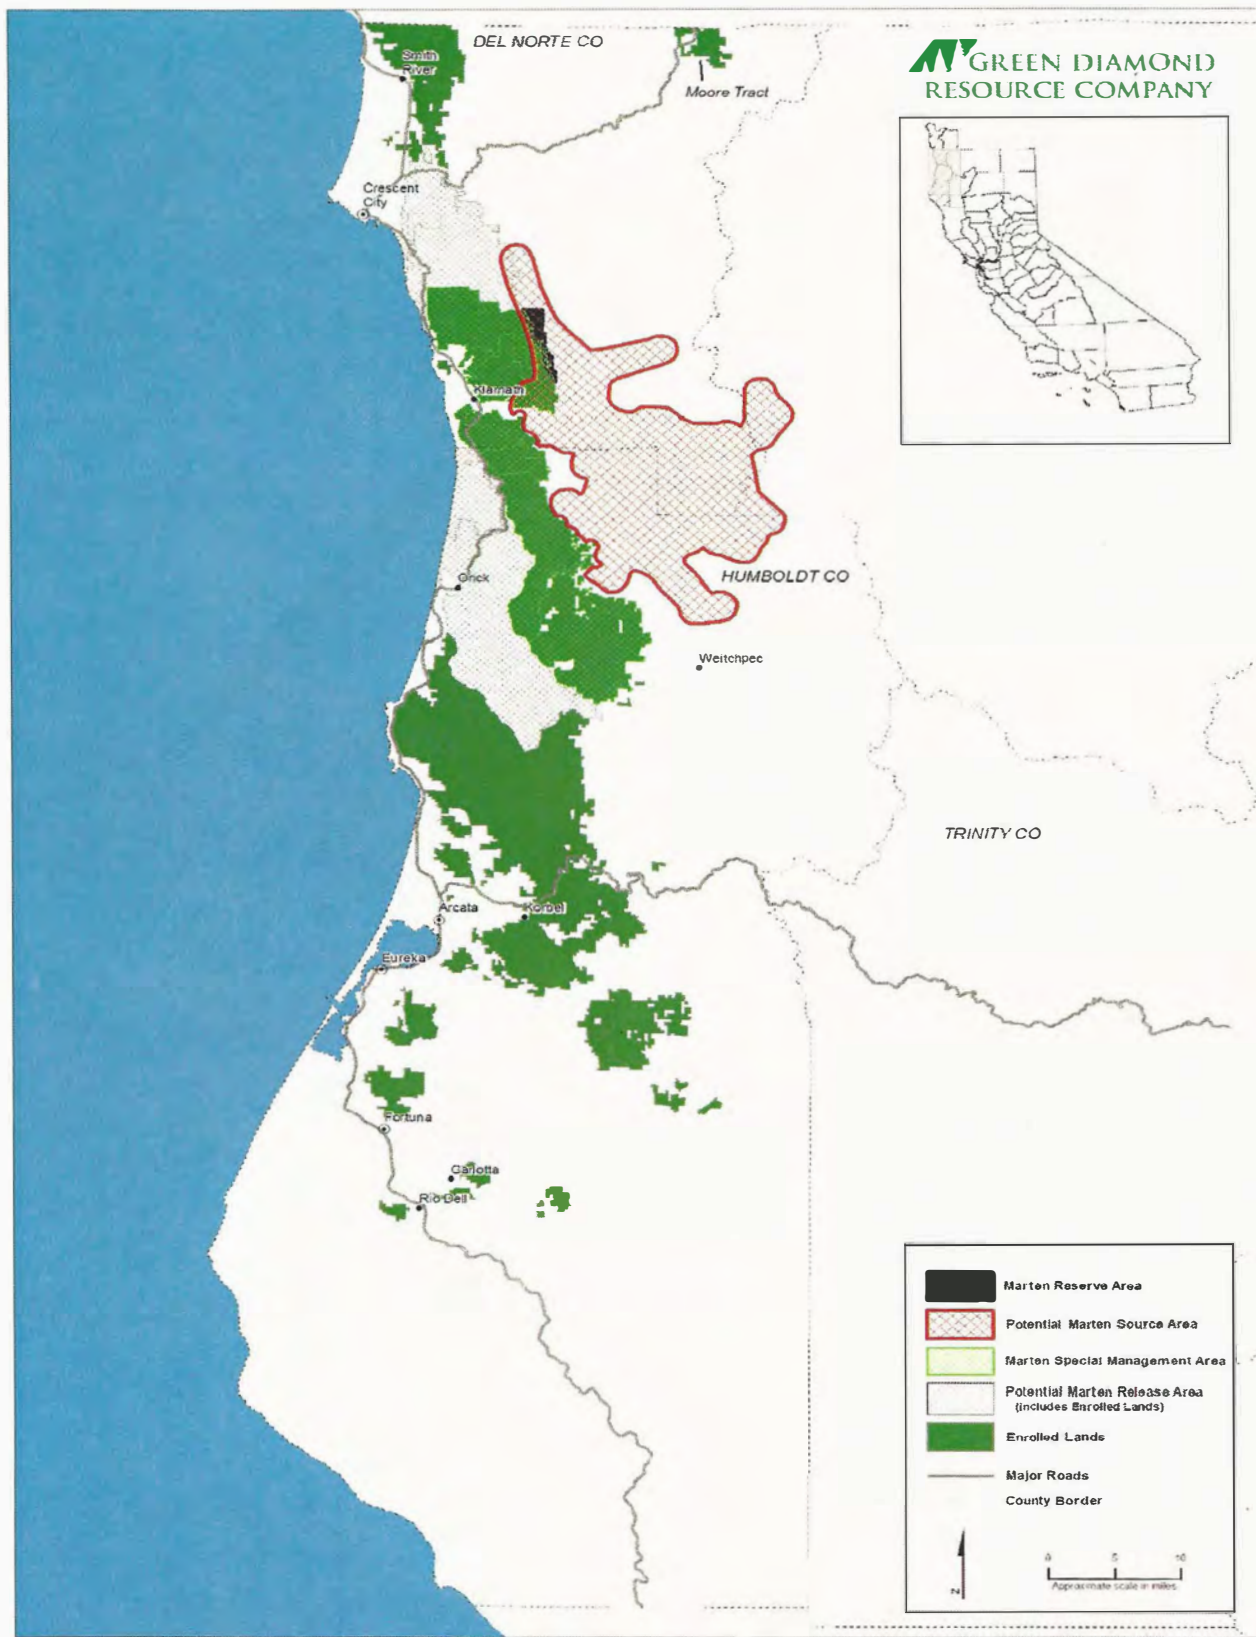 DEL NORTE CO
Smith
River
Moore Tract
GREEN DIAMOND
RESOURCE COMPANY
Crescent
City
Klamath
HUMBOLDT CO
Orick
Weitchpec
TRINITY CO
Arcata
Korbel
Eureka
Fortuna
Carlotta
Rio Dell
Marten Reserve Area
Potential Marten Source Area
Marten Special Management Area
Potential Marten Release Area
(includes Enrolled Lands)
Enrolled Lands
Major Roads
County Border
N
0 5 10
Approximate scale in miles